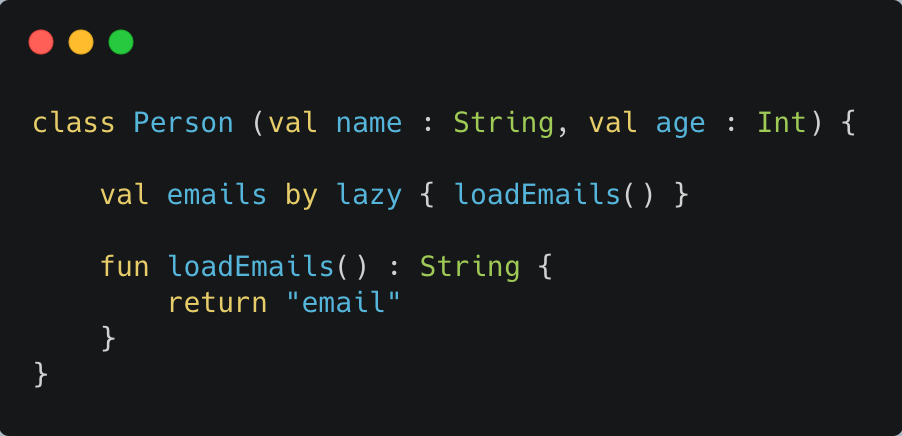 class Person (val name : String, val age : Int) {
    val emails by lazy { loadEmails() }
    fun loadEmails() : String {
        return "email"
    }
}